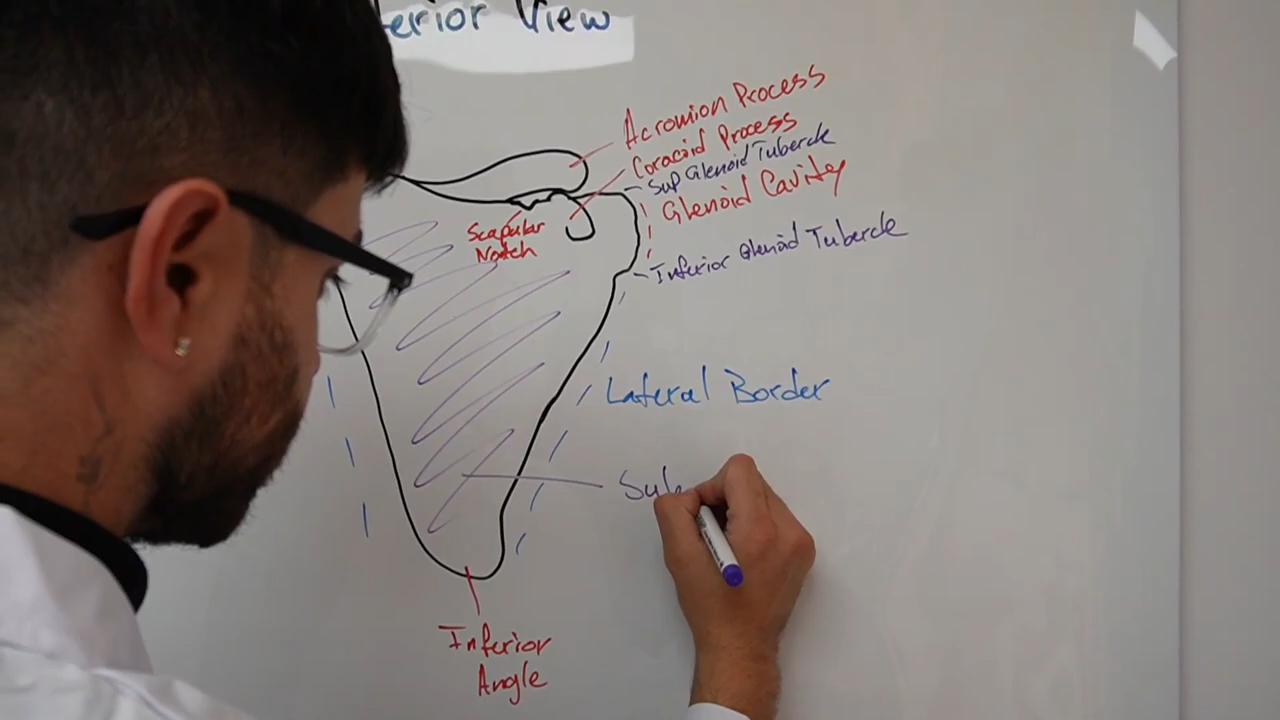 erior View
Acromion Process
Coracoid Process
Sup Glenoid Tubercle
Glenoid Cavity
Scapular
Notch
Inferior Glenoid Tubercle
Lateral Border
Sub
Inferior
Angle